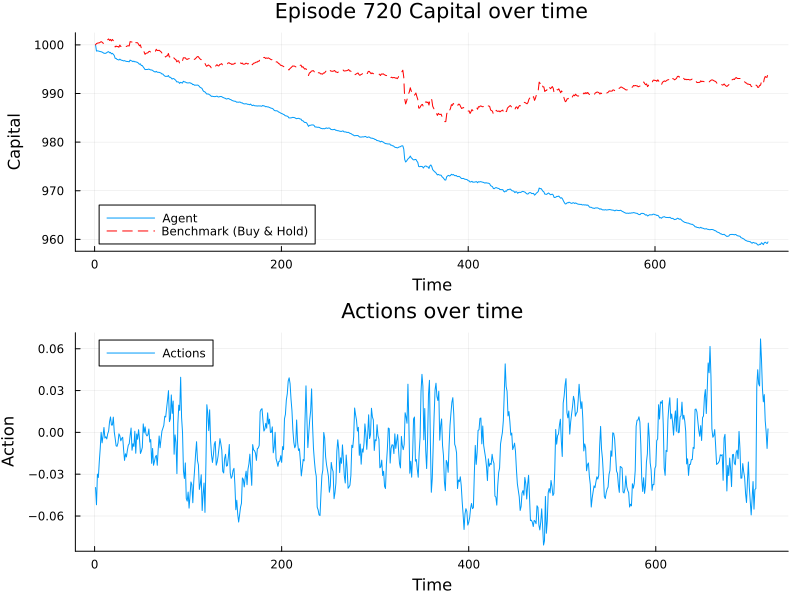 Episode 720 Capital over time
1000
990
980
970
960
Capital
Agent
Benchmark (Buy & Hold)
0
200
400
600
Time
Actions over time
0.06
0.03
0.00
−0.03
−0.06
Action
Actions
0
200
400
600
Time